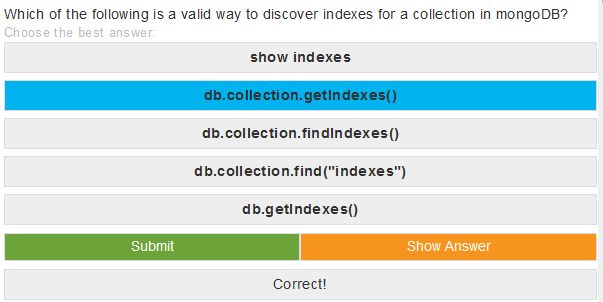 Which of the following is a valid way to discover indexes for a collection in mongoDB?
Choose the best answer:
show indexes
db.collection.getIndexes()
db.collection.findIndexes()
db.collection.find("indexes")
db.getIndexes()
Submit Show Answer
Correct!